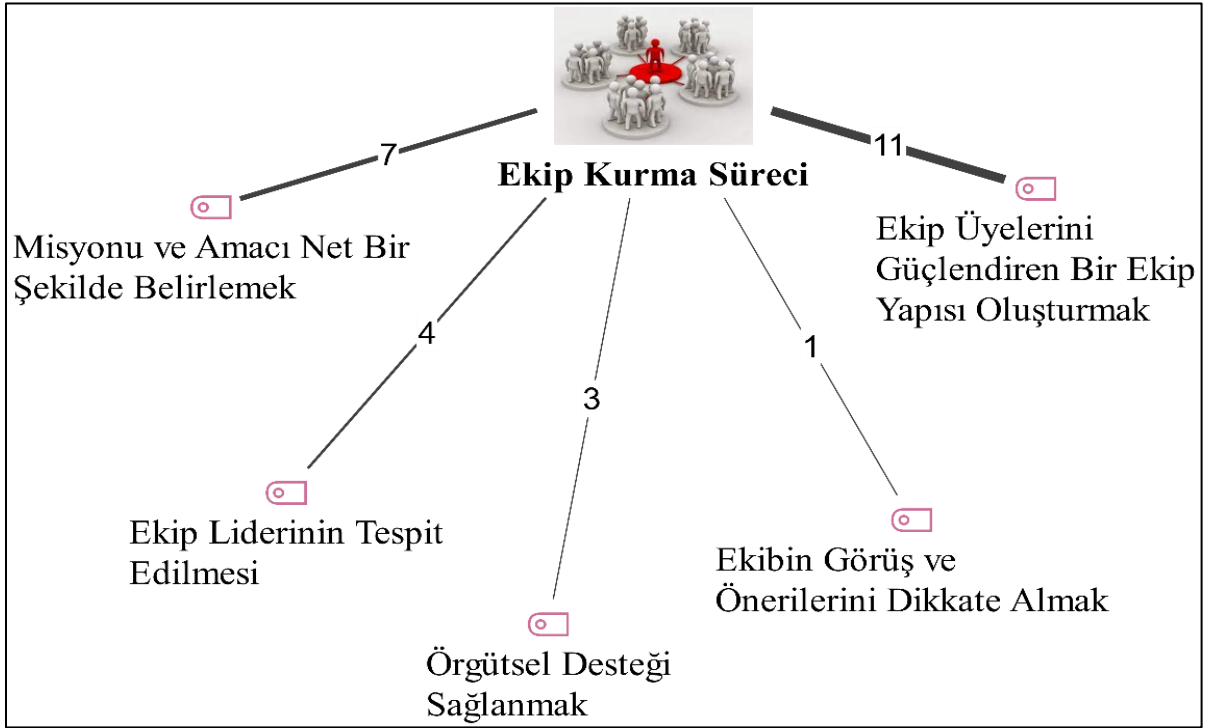 Ekip Kurma Süreci
7
11
Misyonu ve Amacı Net Bir
Şekilde Belirlemek
Ekip Üyelerini
Güçlendiren Bir Ekip
Yapısı Oluşturmak
4
3
1
Ekip Liderinin Tespit
Edilmesi
Ekibin Görüş ve
Önerilerini Dikkate Almak
Örgütsel Desteği
Sağlanmak